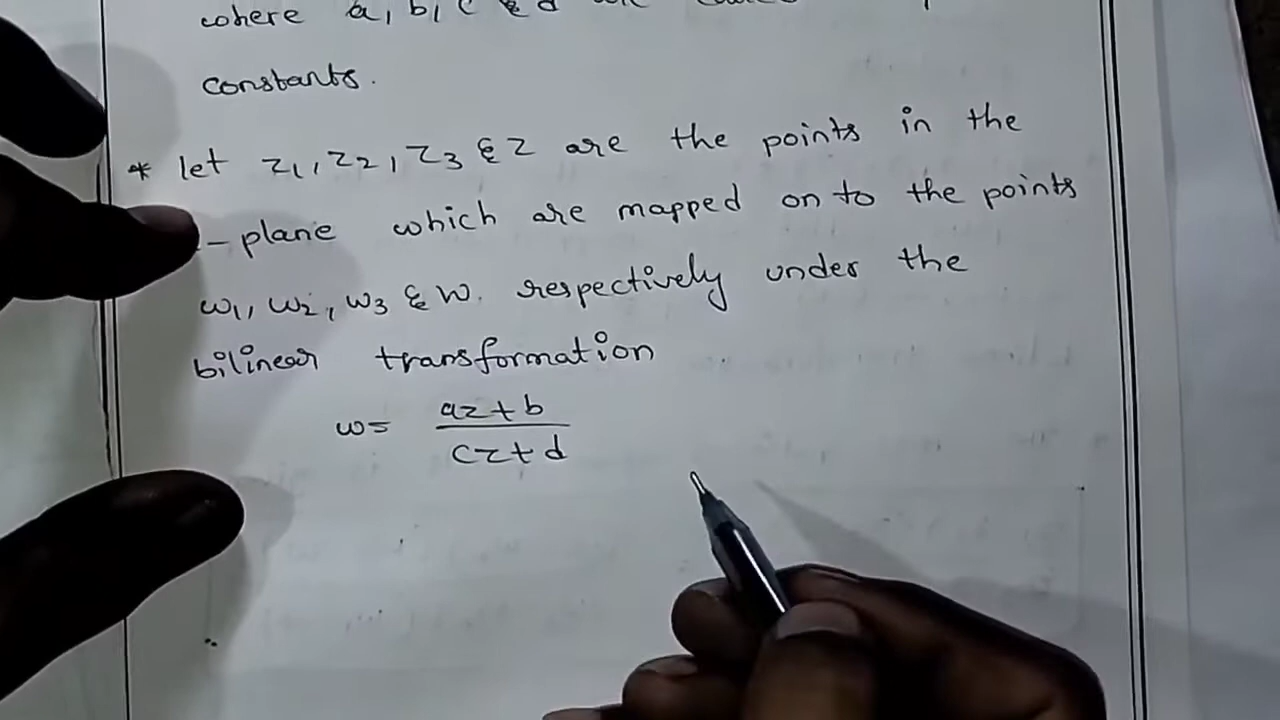 where a, b, c & d
constants.
* let z1, z2, z3 & z are the points in the
- plane which are mapped on to the points
w1, w2, w3 & w. respectively under the
bilinear transformation
w = az+b / cz+d